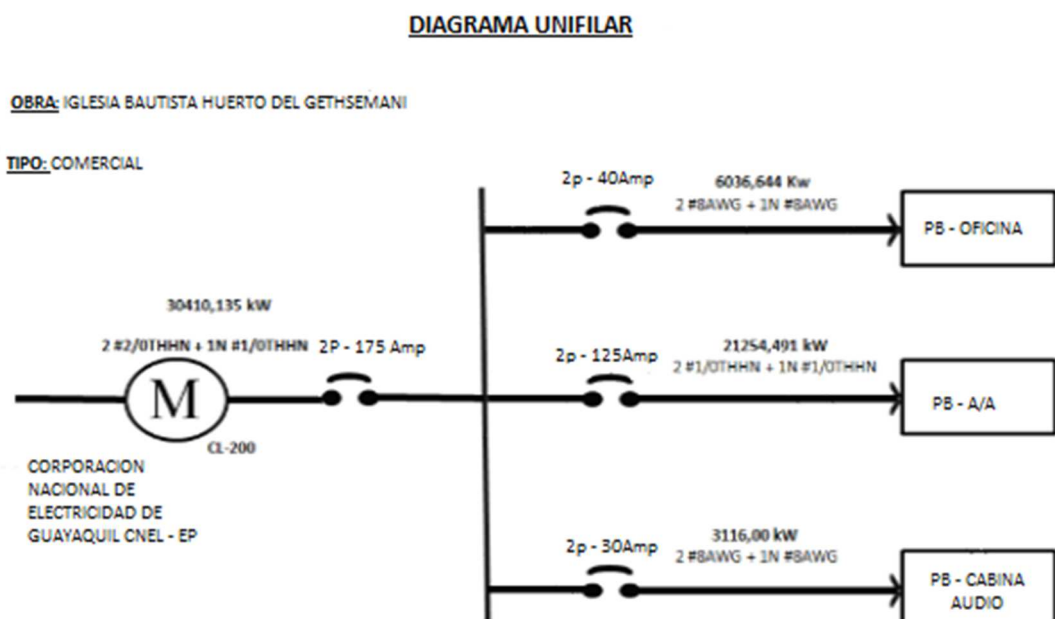 DIAGRAMA UNIFILAR
OBRA: IGLESIA BAUTISTA HUERTO DEL GETHSEMANI
TIPO: COMERCIAL
2p - 40Amp
6036,644 Kw
2 #8AWG + 1N #8AWG
PB - OFICINA
30410,135 kW
2 #2/0THHN + 1N #1/0THHN
2P - 175 Amp
M
CL-200
CORPORACION
NACIONAL DE
ELECTRICIDAD DE
GUAYAQUIL CNEL - EP
2p - 125Amp
21254,491 kW
2 #1/0THHN + 1N #1/0THHN
PB - A/A
2p - 30Amp
3116,00 kW
2 #8AWG + 1N #8AWG
PB - CABINA
AUDIO